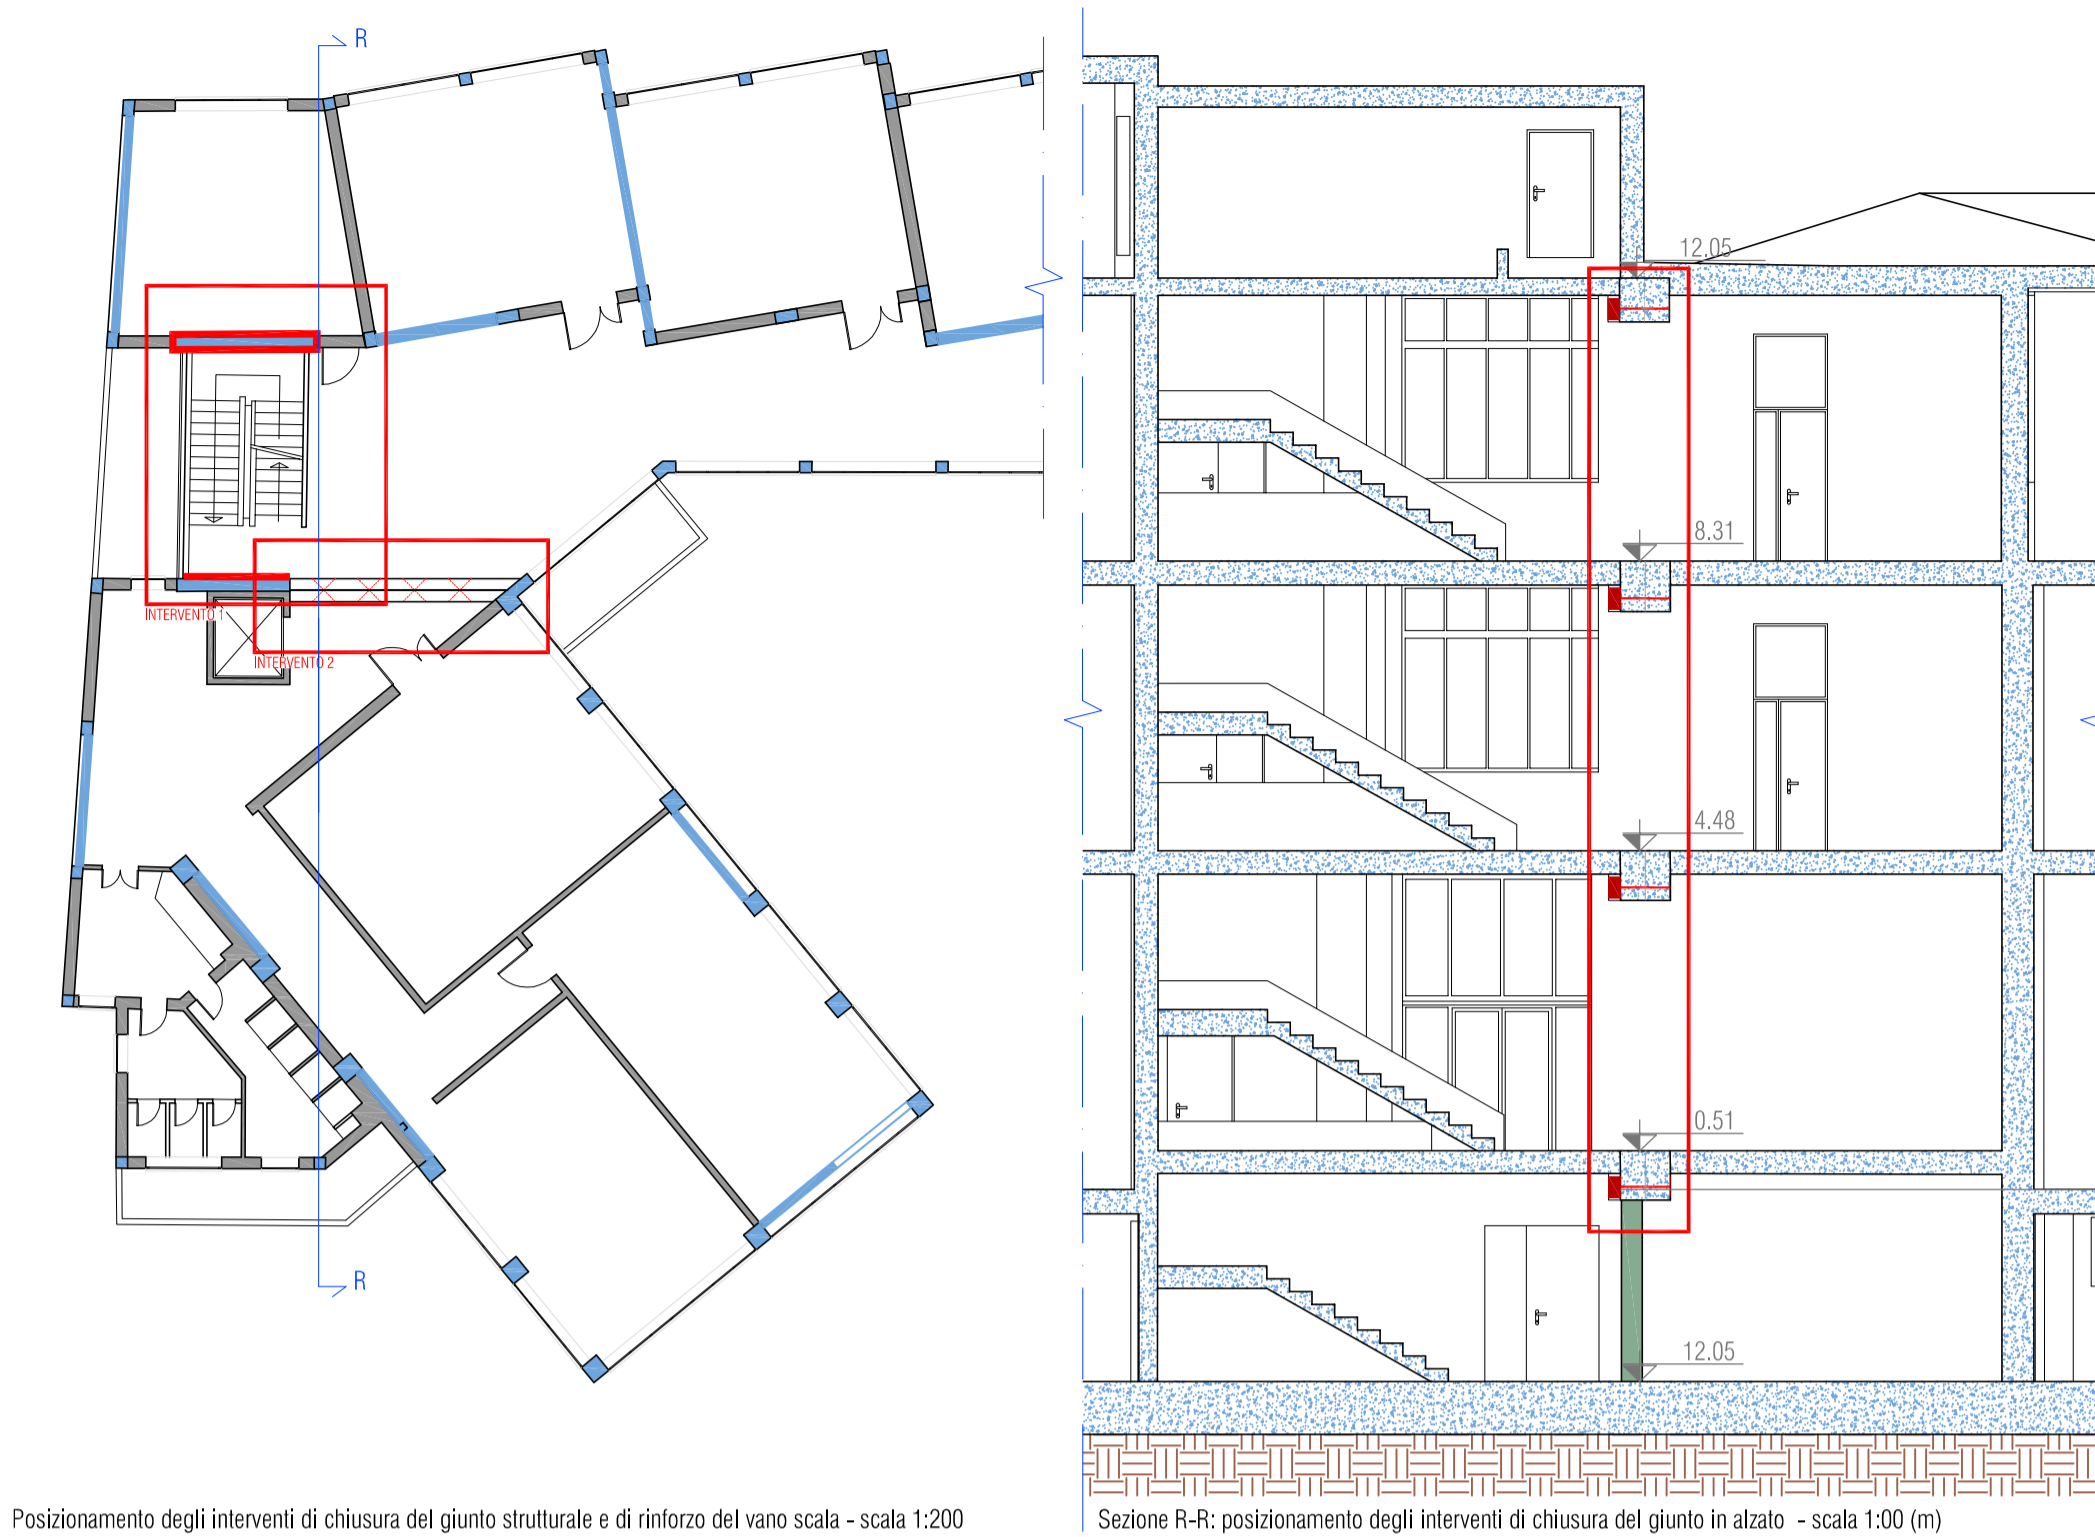 R
12.05
8.31
INTERVENTO 1
INTERVENTO 2
4.48
0.51
R
12.05
Posizionamento degli interventi di chiusura del giunto strutturale e di rinforzo del vano scala - scala 1:200
Sezione R-R: posizionamento degli interventi di chiusura del giunto in alzato - scala 1:00 (m)